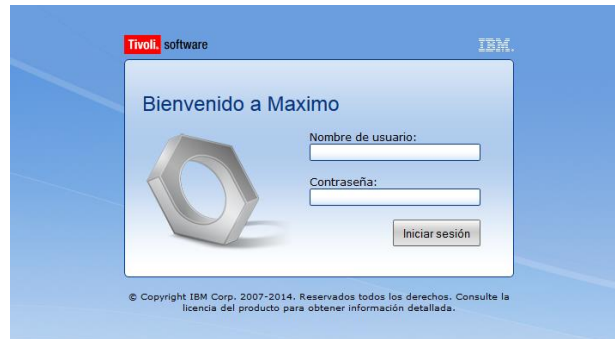 Tivoli. software
IBM.
Bienvenido a Maximo
Nombre de usuario:
Contraseña:
Iniciar sesión
© Copyright IBM Corp. 2007-2014. Reservados todos los derechos. Consulte la
licencia del producto para obtener información detallada.